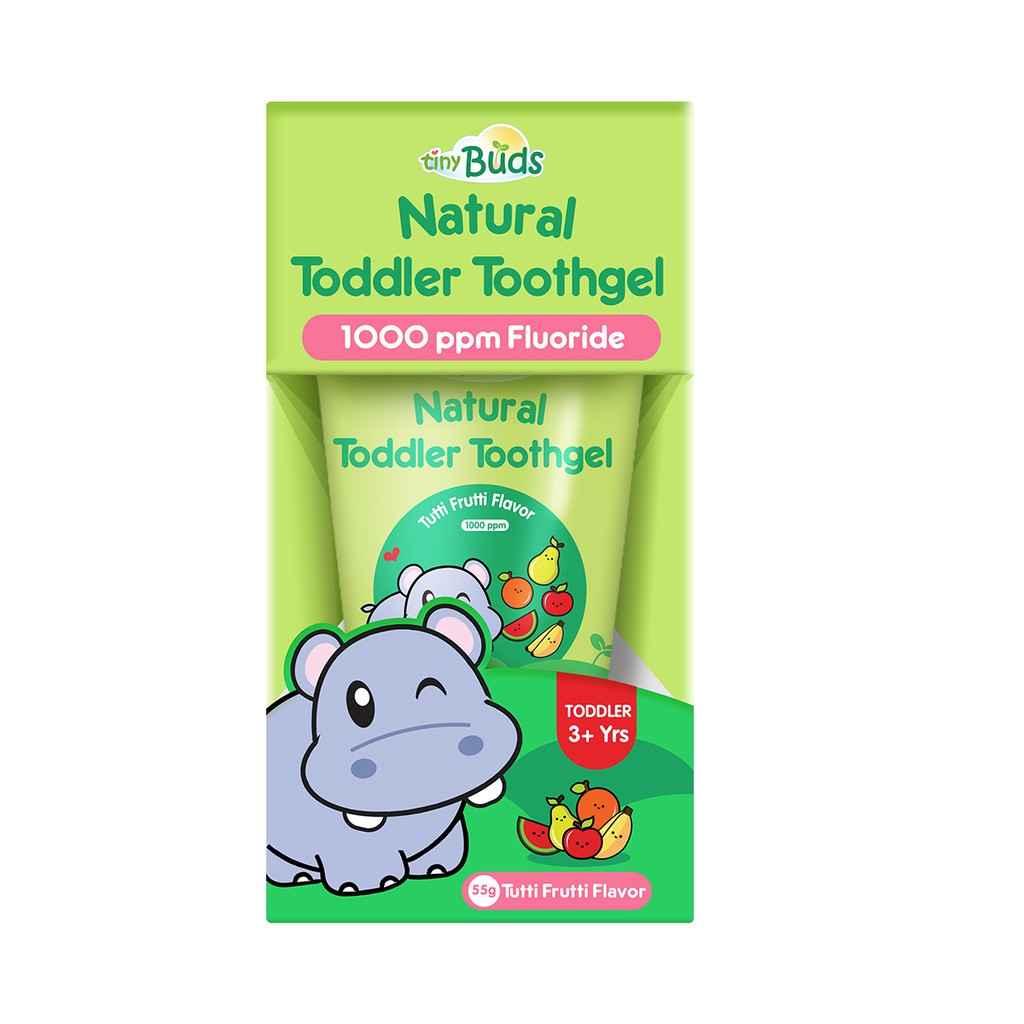 tiny Buds
Natural
Toddler Toothgel
1000 ppm Fluoride
Natural
Toddler Toothgel
Tutti Frutti Flavor
1000 ppm
TODDLER
3+ Yrs
55g Tutti Frutti Flavor